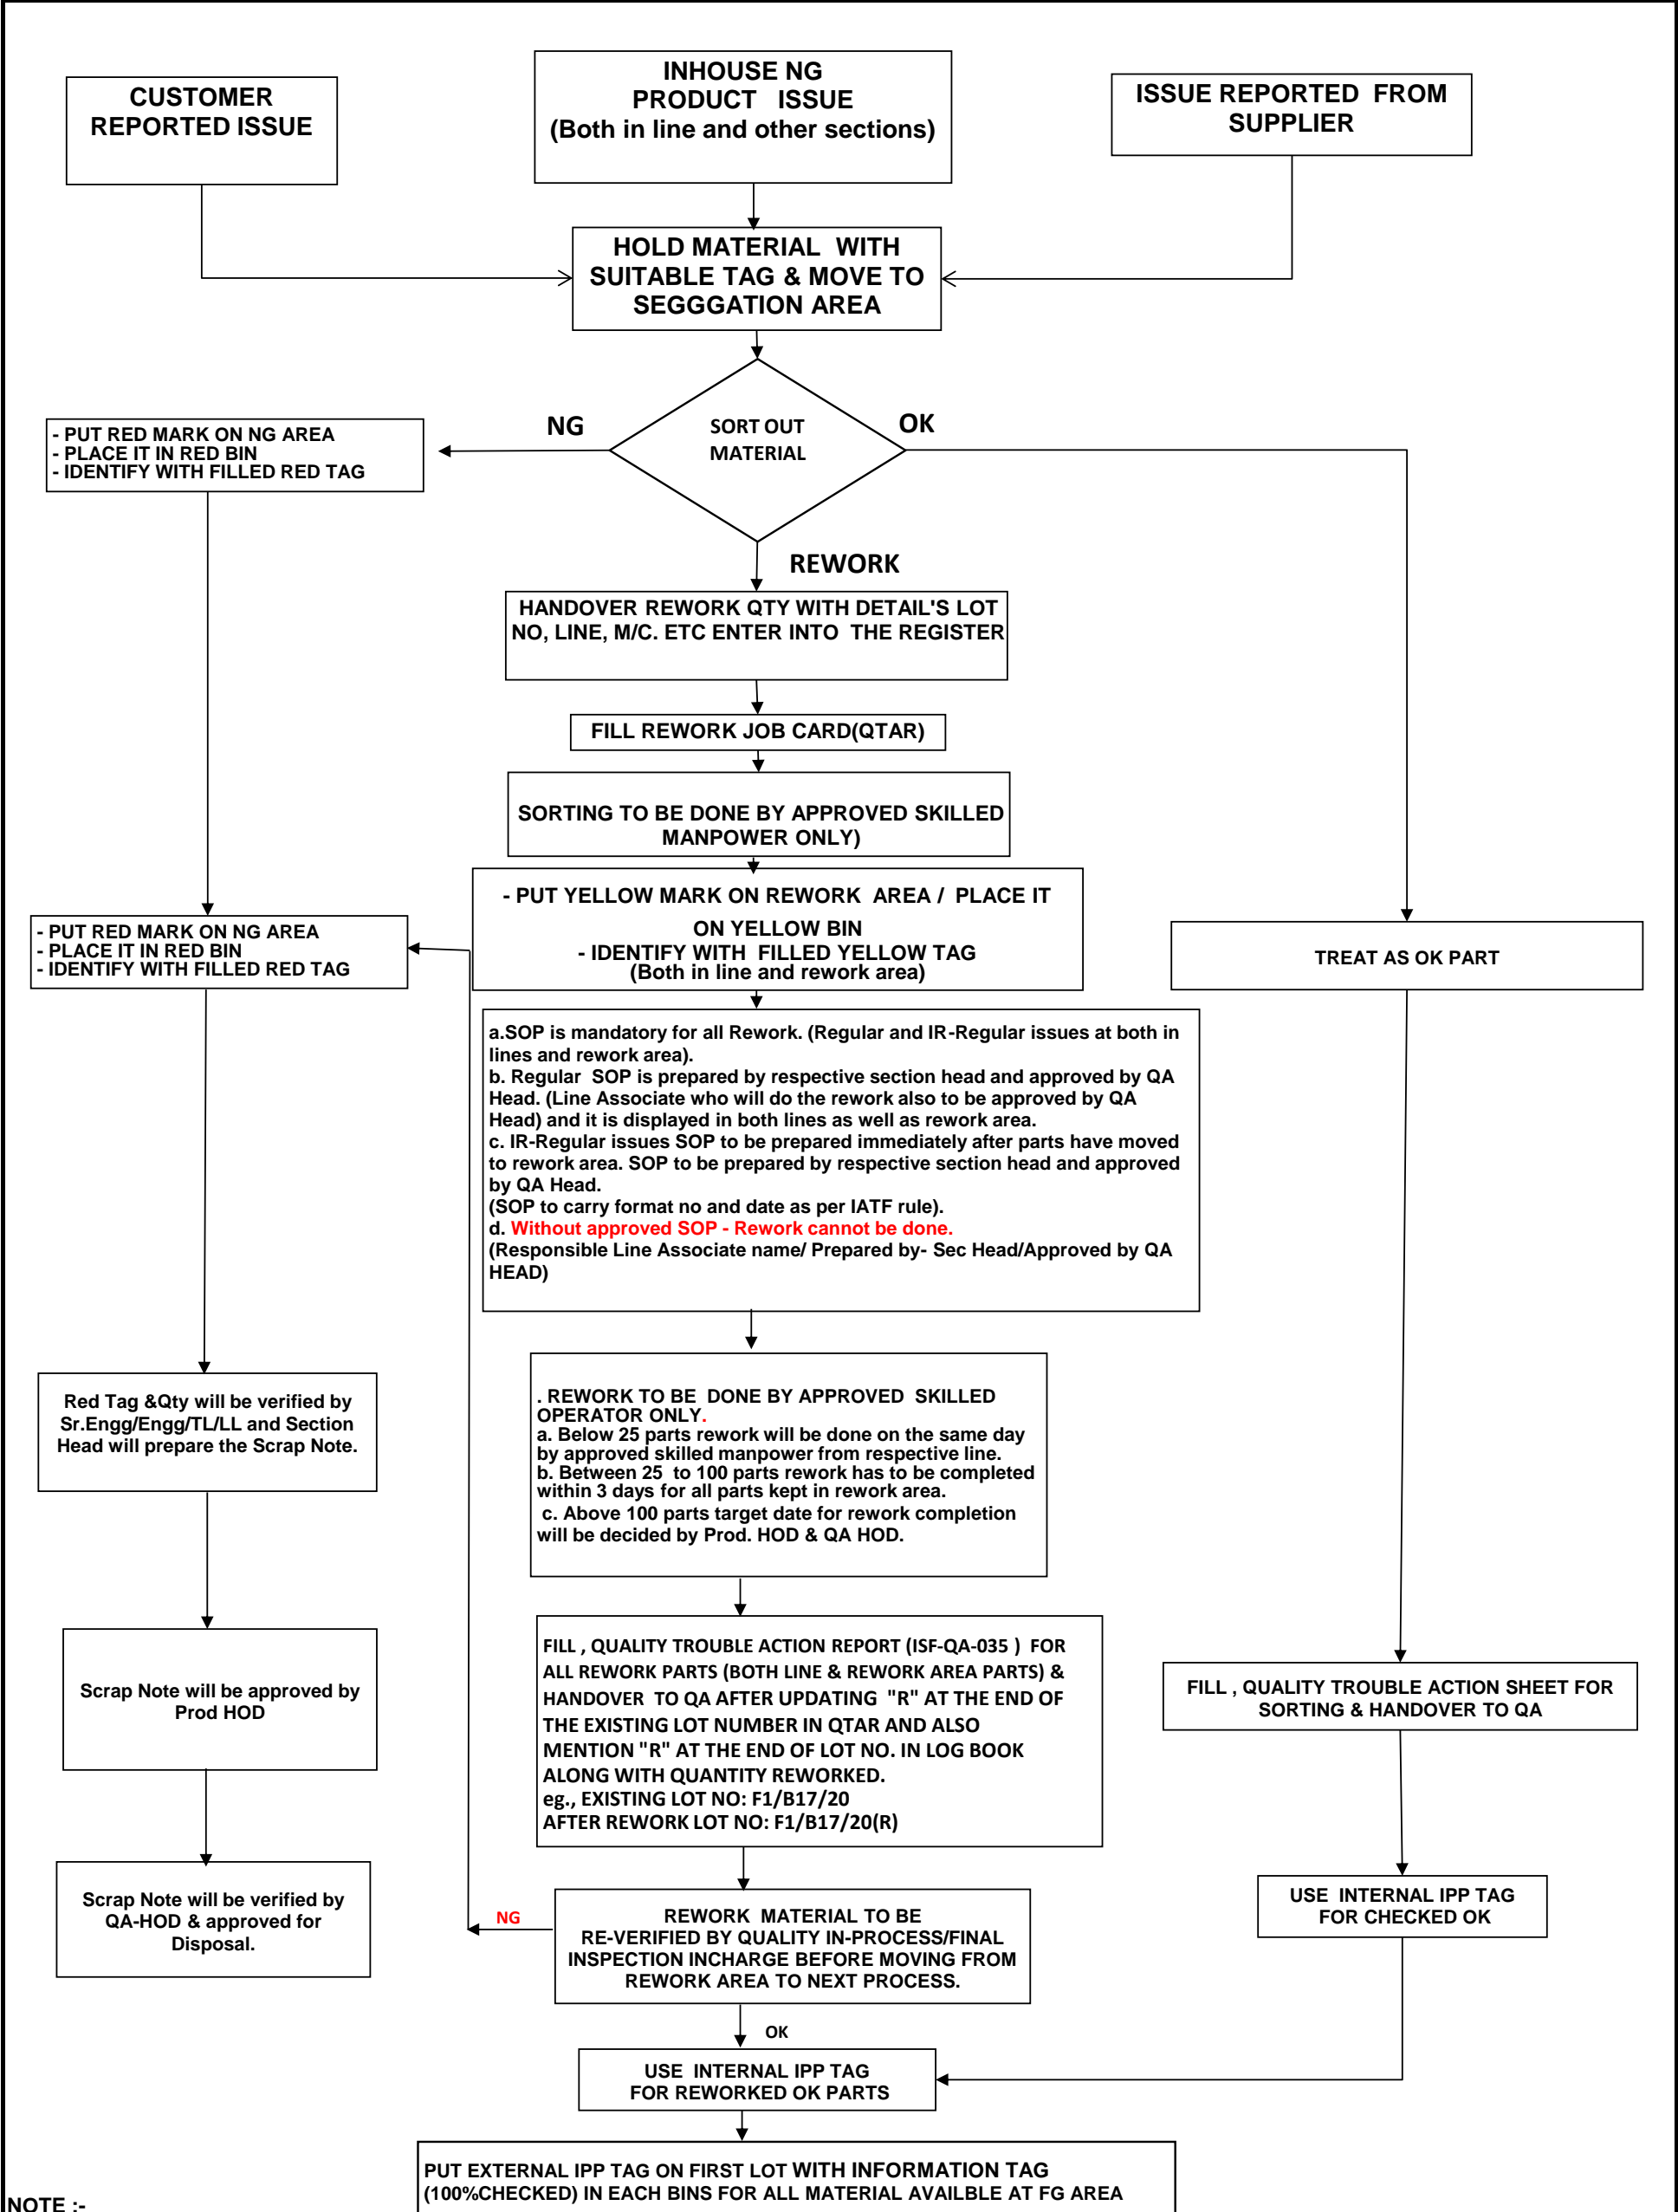 CUSTOMER
REPORTED ISSUE
INHOUSE NG
PRODUCT ISSUE
(Both in line and other sections)
ISSUE REPORTED FROM
SUPPLIER
HOLD MATERIAL WITH
SUITABLE TAG & MOVE TO
SEGGGATION AREA
NG
SORT OUT
MATERIAL
OK
- PUT RED MARK ON NG AREA
- PLACE IT IN RED BIN
- IDENTIFY WITH FILLED RED TAG
REWORK
HANDOVER REWORK QTY WITH DETAIL'S LOT
NO, LINE, M/C. ETC ENTER INTO THE REGISTER
FILL REWORK JOB CARD(QTAR)
SORTING TO BE DONE BY APPROVED SKILLED
MANPOWER ONLY)
- PUT YELLOW MARK ON REWORK AREA / PLACE IT
ON YELLOW BIN
- IDENTIFY WITH FILLED YELLOW TAG
(Both in line and rework area)
- PUT RED MARK ON NG AREA
- PLACE IT IN RED BIN
- IDENTIFY WITH FILLED RED TAG
TREAT AS OK PART
a.SOP is mandatory for all Rework. (Regular and IR-Regular issues at both in
lines and rework area).
b. Regular SOP is prepared by respective section head and approved by QA
Head. (Line Associate who will do the rework also to be approved by QA
Head) and it is displayed in both lines as well as rework area.
c. IR-Regular issues SOP to be prepared immediately after parts have moved
to rework area. SOP to be prepared by respective section head and approved
by QA Head.
(SOP to carry format no and date as per IATF rule).
d. Without approved SOP - Rework cannot be done.
(Responsible Line Associate name/ Prepared by- Sec Head/Approved by QA
HEAD)
Red Tag &Qty will be verified by
Sr.Engg/Engg/TL/LL and Section
Head will prepare the Scrap Note.
. REWORK TO BE DONE BY APPROVED SKILLED
OPERATOR ONLY.
a. Below 25 parts rework will be done on the same day
by approved skilled manpower from respective line.
b. Between 25 to 100 parts rework has to be completed
within 3 days for all parts kept in rework area.
c. Above 100 parts target date for rework completion
will be decided by Prod. HOD & QA HOD.
Scrap Note will be approved by
Prod HOD
FILL , QUALITY TROUBLE ACTION REPORT (ISF-QA-035 ) FOR
ALL REWORK PARTS (BOTH LINE & REWORK AREA PARTS) &
HANDOVER TO QA AFTER UPDATING "R" AT THE END OF
THE EXISTING LOT NUMBER IN QTAR AND ALSO
MENTION "R" AT THE END OF LOT NO. IN LOG BOOK
ALONG WITH QUANTITY REWORKED.
eg., EXISTING LOT NO: F1/B17/20
AFTER REWORK LOT NO: F1/B17/20(R)
FILL , QUALITY TROUBLE ACTION SHEET FOR
SORTING & HANDOVER TO QA
Scrap Note will be verified by
QA-HOD & approved for
Disposal.
NG
REWORK MATERIAL TO BE
RE-VERIFIED BY QUALITY IN-PROCESS/FINAL
INSPECTION INCHARGE BEFORE MOVING FROM
REWORK AREA TO NEXT PROCESS.
USE INTERNAL IPP TAG
FOR CHECKED OK
OK
USE INTERNAL IPP TAG
FOR REWORKED OK PARTS
PUT EXTERNAL IPP TAG ON FIRST LOT WITH INFORMATION TAG
(100%CHECKED) IN EACH BINS FOR ALL MATERIAL AVAILBLE AT FG AREA
NOTE :-